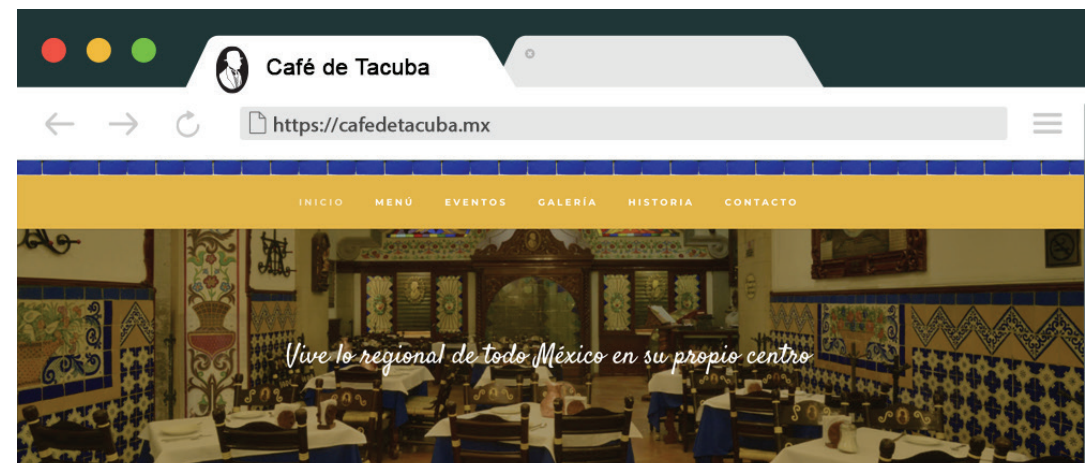 Café de Tacuba
https://cafedetacuba.mx
INICIO MENÚ EVENTOS GALERÍA HISTORIA CONTACTO
Vive lo regional de todo México en su propio centro